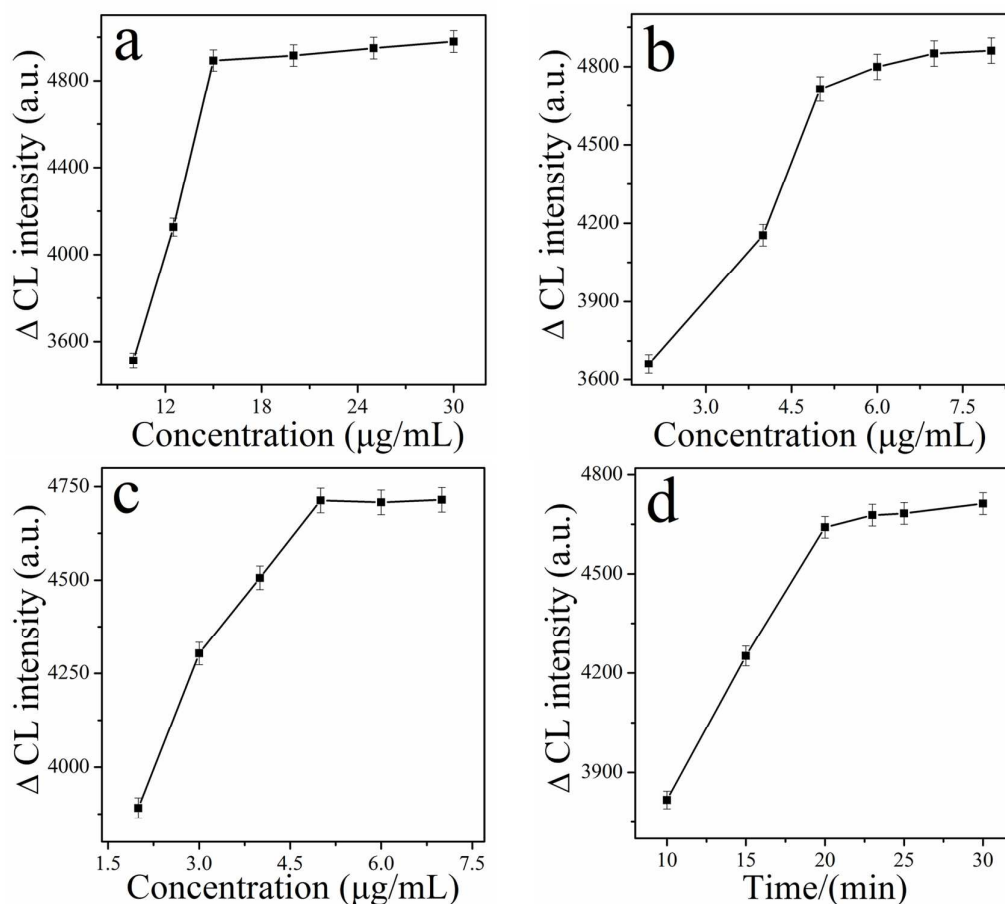 a
Δ CL intensity (a.u.)
4800
4400
4000
3600
12 18 24 30
Concentration (μg/mL)
b
Δ CL intensity (a.u.)
4800
4500
4200
3900
3600
3.0 4.5 6.0 7.5
Concentration (μg/mL)
c
Δ CL intensity (a.u.)
4750
4500
4250
4000
1.5 3.0 4.5 6.0 7.5
Concentration (μg/mL)
d
Δ CL intensity (a.u.)
4800
4500
4200
3900
10 15 20 25 30
Time/(min)